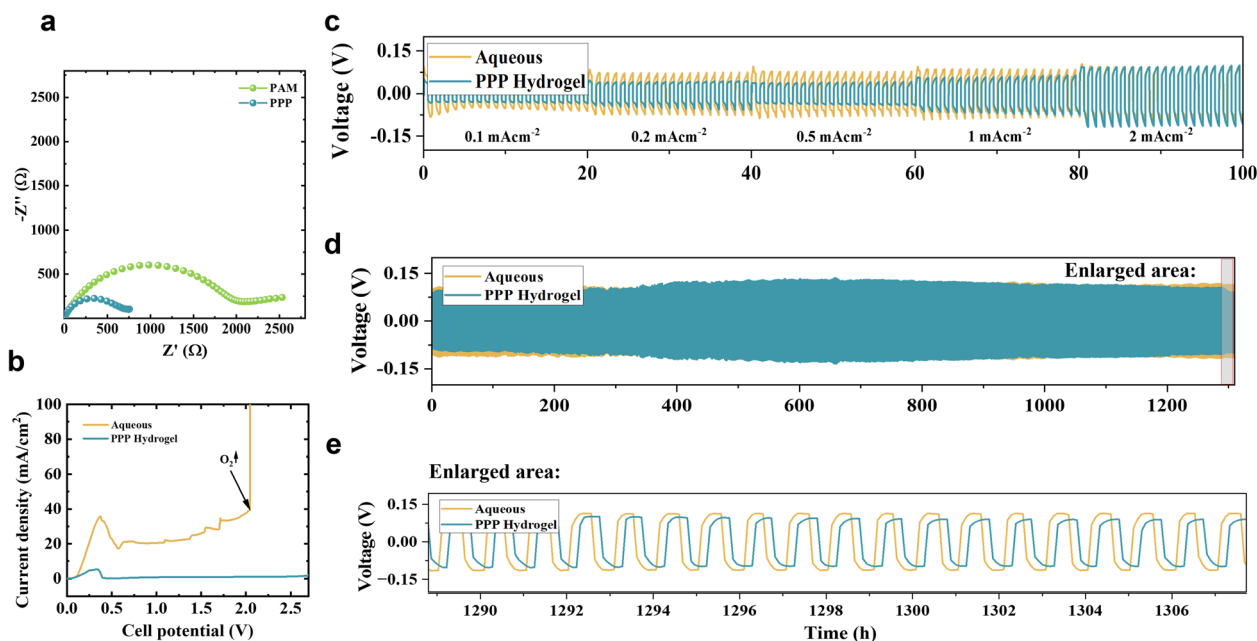 a
2500
2000
1500
1000
500
0
-Z'' (Ω)
PAM
PPP
0 500 1000 1500 2000 2500
Z' (Ω)
b
100
80
60
40
20
0
Current density (mA/cm²)
Aqueous
PPP Hydrogel
O₂↑
0.0 0.5 1.0 1.5 2.0 2.5
Cell potential (V)
c
0.15
0.00
-0.15
Voltage (V)
Aqueous
PPP Hydrogel
0.1 mAcm⁻² 0.2 mAcm⁻² 0.5 mAcm⁻² 1 mAcm⁻² 2 mAcm⁻²
0 20 40 60 80 100
d
0.15
0.00
-0.15
Voltage (V)
Aqueous
PPP Hydrogel
Enlarged area:
0 200 400 600 800 1000 1200
e
Enlarged area:
0.15
0.00
-0.15
Voltage (V)
Aqueous
PPP Hydrogel
1290 1292 1294 1296 1298 1300 1302 1304 1306
Time (h)